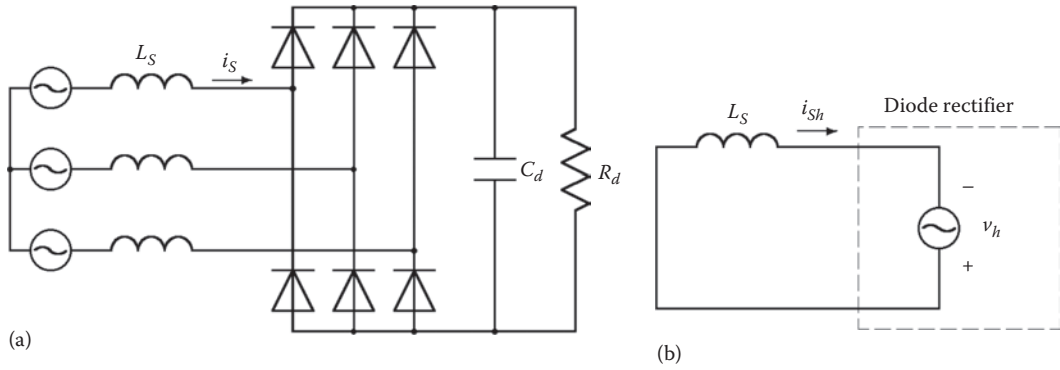 L_S
i_S
C_d
R_d
(a)
Diode rectifier
L_S
i_Sh
−
v_h
+
(b)